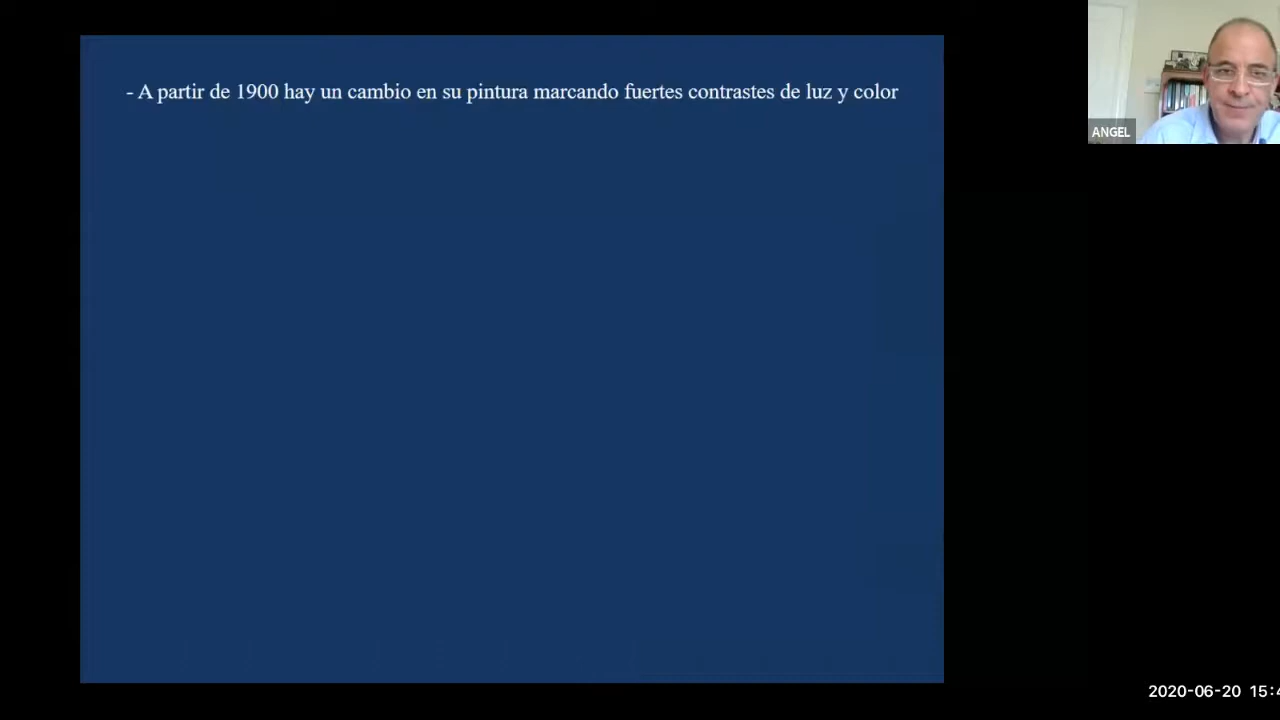 - A partir de 1900 hay un cambio en su pintura marcando fuertes contrastes de luz y color
ANGEL
2020-06-20 15:4